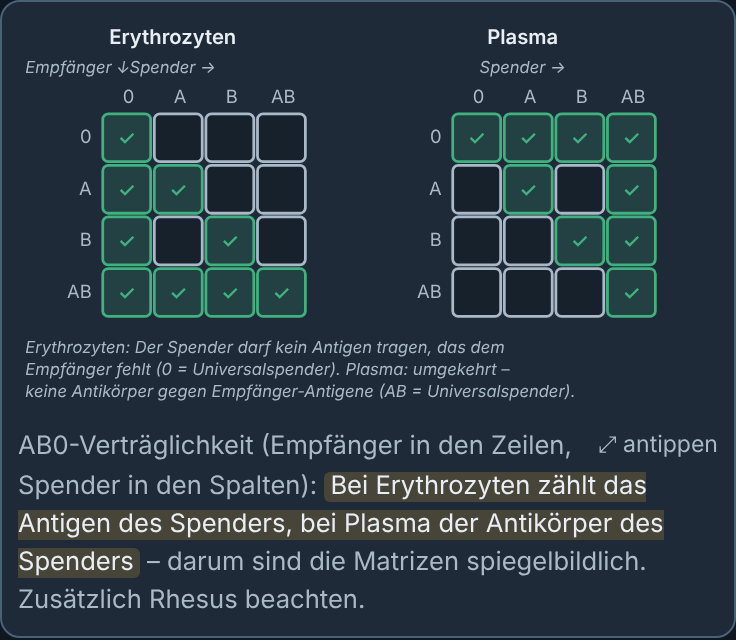 Erythrozyten
Empfänger ↓ Spender →
0 A B AB
0 ✓
A ✓ ✓
B ✓ ✓
AB ✓ ✓ ✓ ✓
Plasma
Spender →
0 A B AB
0 ✓ ✓ ✓ ✓
A ✓ ✓
B ✓ ✓
AB ✓
Erythrozyten: Der Spender darf kein Antigen tragen, das dem
Empfänger fehlt (0 = Universalspender). Plasma: umgekehrt –
keine Antikörper gegen Empfänger-Antigene (AB = Universalspender).
AB0-Verträglichkeit (Empfänger in den Zeilen, ⤢ antippen
Spender in den Spalten): Bei Erythrozyten zählt das
Antigen des Spenders, bei Plasma der Antikörper des
Spenders – darum sind die Matrizen spiegelbildlich.
Zusätzlich Rhesus beachten.